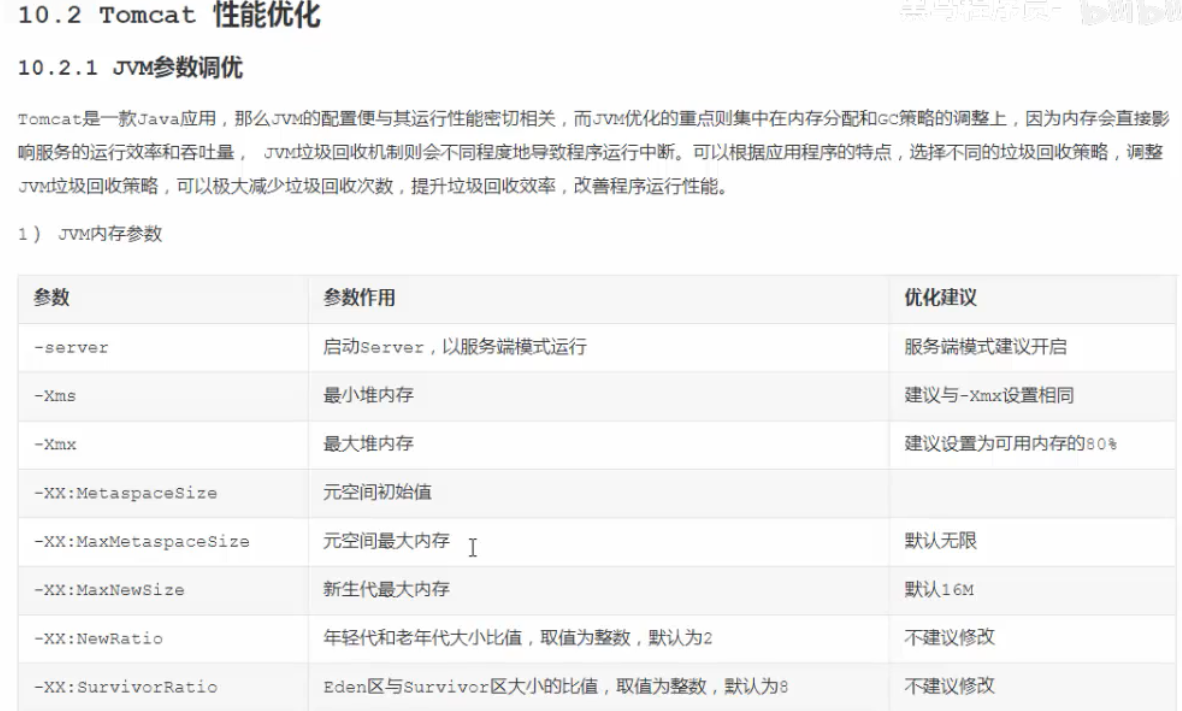 10.2 Tomcat 性能优化
10.2.1 JVM参数调优
Tomcat是一款Java应用，那么JVM的配置便与其运行性能密切相关，而JVM优化的重点则集中在内存分配和GC策略的调整上，因为内存会直接影
响服务的运行效率和吞吐量， JVM垃圾回收机制则会不同程度地导致程序运行中断。可以根据应用程序的特点，选择不同的垃圾回收策略，调整
JVM垃圾回收策略，可以极大减少垃圾回收次数，提升垃圾回收效率，改善程序运行性能。
1） JVM内存参数
参数 参数作用 优化建议
-server 启动Server，以服务端模式运行 服务端模式建议开启
-Xms 最小堆内存 建议与-Xmx设置相同
-Xmx 最大堆内存 建议设置为可用内存的80%
-XX:MetaspaceSize 元空间初始值
-XX:MaxMetaspaceSize 元空间最大内存 默认无限
-XX:MaxNewSize 新生代最大内存 默认16M
-XX:NewRatio 年轻代和老年代大小比值，取值为整数，默认为2 不建议修改
-XX:SurvivorRatio Eden区与Survivor区大小的比值，取值为整数，默认为8 不建议修改